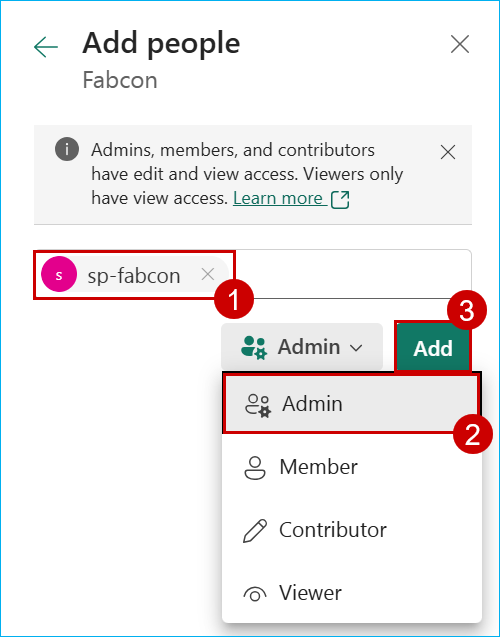 Add people
Fabcon
Admins, members, and contributors
have edit and view access. Viewers only
have view access. Learn more
s sp-fabcon
1
3
Admin
Add
Admin
2
Member
Contributor
Viewer